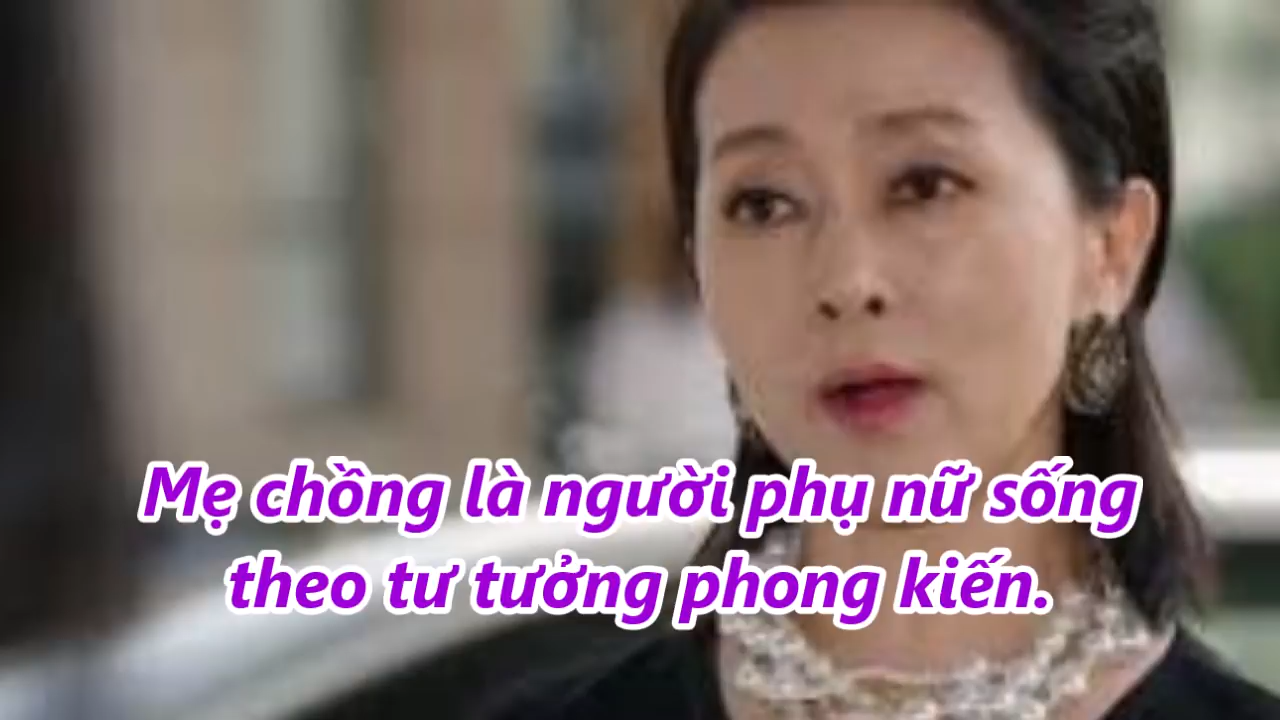 Mẹ chồng là người phụ nữ sống
theo tư tưởng phong kiến.